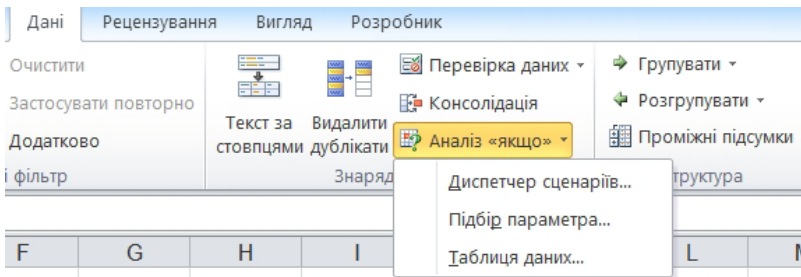 Дані Рецензування Вигляд Розробник
Очистити
Застосувати повторно
Додатково
і фільтр
Текст за стовпцями
Видалити дублікати
Перевірка даних
Консолідація
Аналіз «якщо»
Знаряд
Групувати
Розгрупувати
Проміжні підсумки
труктура
Диспетчер сценаріїв...
Підбір параметра...
Таблиця даних...
F G H I L